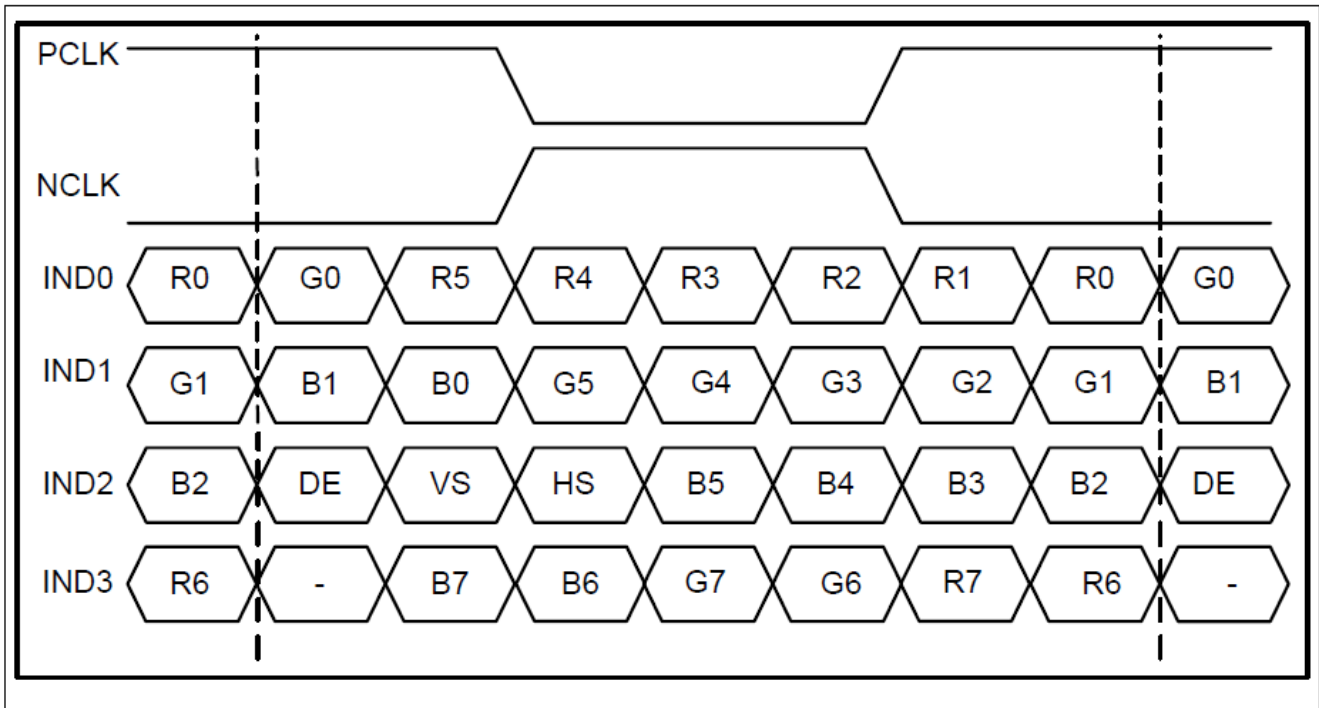 PCLK
NCLK
IND0 R0 G0 R5 R4 R3 R2 R1 R0 G0
IND1 G1 B1 B0 G5 G4 G3 G2 G1 B1
IND2 B2 DE VS HS B5 B4 B3 B2 DE
IND3 R6 - B7 B6 G7 G6 R7 R6 -